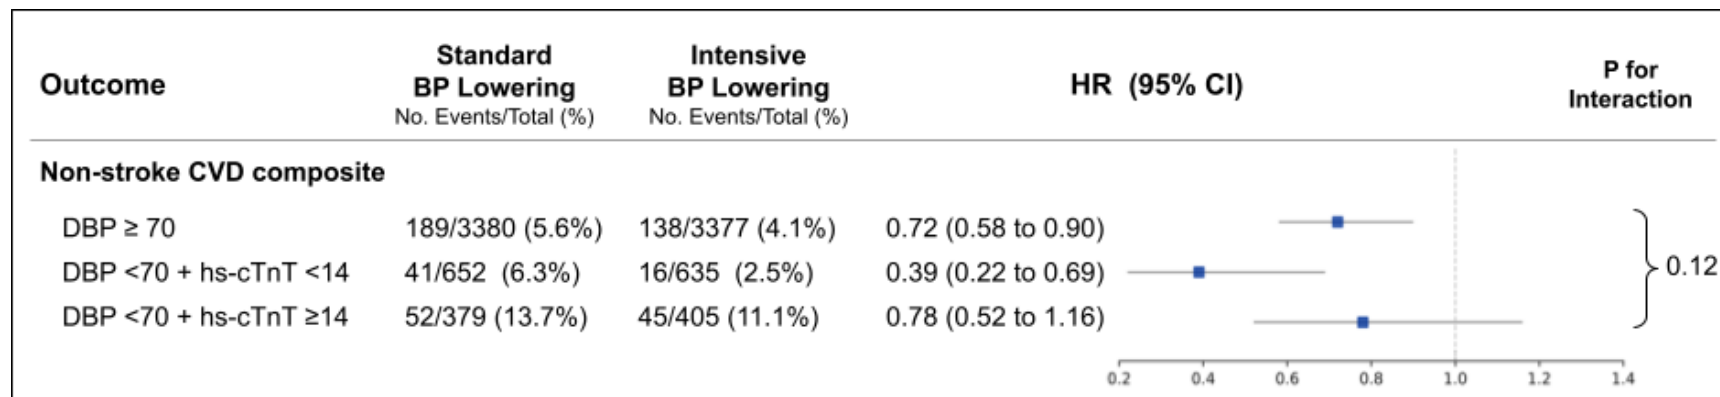 Outcome Standard BP Lowering No. Events/Total (%) Intensive BP Lowering No. Events/Total (%) HR (95% CI) P for Interaction
Non-stroke CVD composite
DBP ≥ 70 189/3380 (5.6%) 138/3377 (4.1%) 0.72 (0.58 to 0.90)
DBP <70 + hs-cTnT <14 41/652 (6.3%) 16/635 (2.5%) 0.39 (0.22 to 0.69) 0.12
DBP <70 + hs-cTnT ≥14 52/379 (13.7%) 45/405 (11.1%) 0.78 (0.52 to 1.16)
0.2 0.4 0.6 0.8 1.0 1.2 1.4